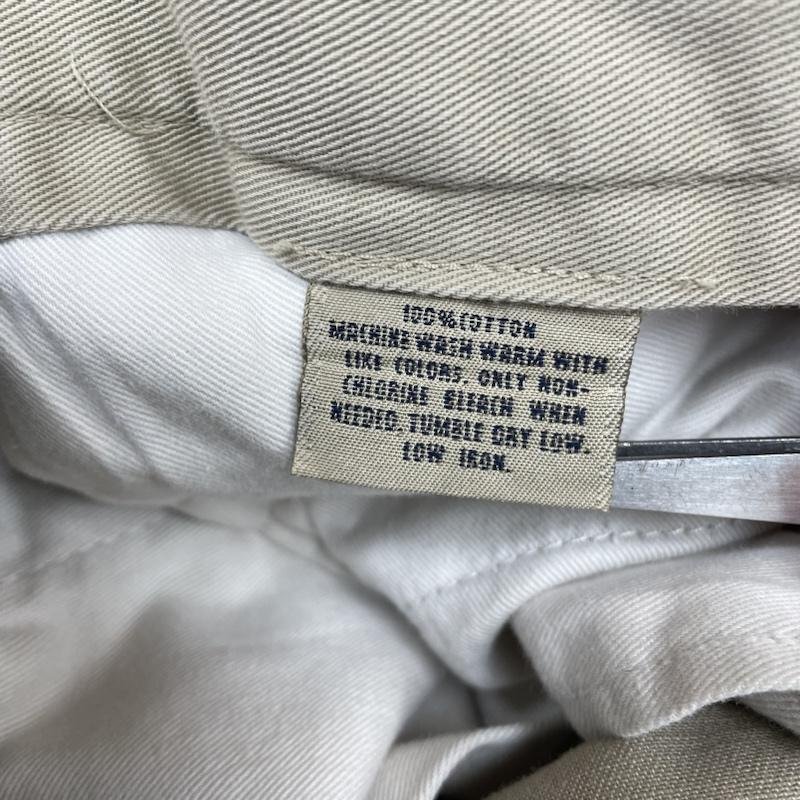 100% COTTON
MACHINE WASH WARM WITH
LIKE COLORS. ONLY NON-
CHLORINE BLEACH WHEN
NEEDED. TUMBLE DRY LOW.
LOW IRON.